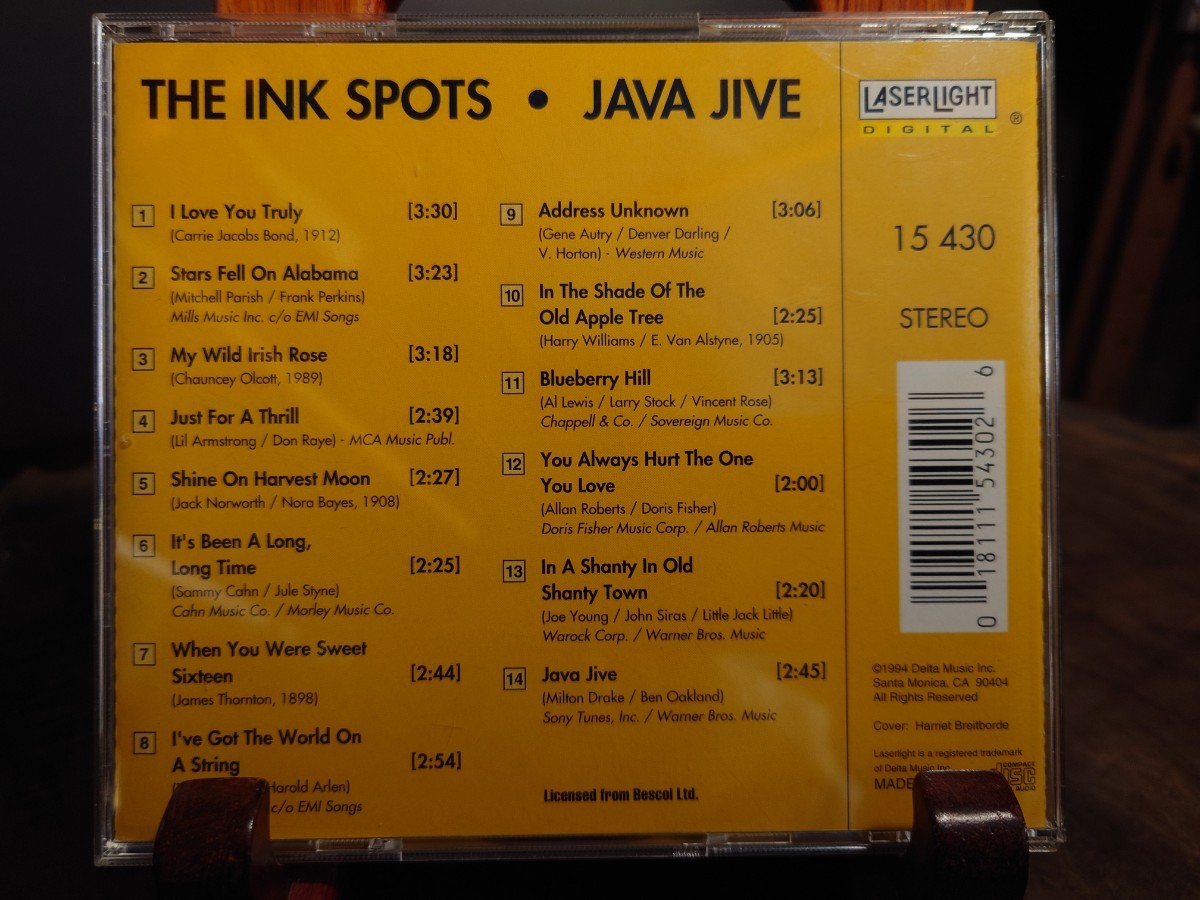 THE INK SPOTS • JAVA JIVE
1 I Love You Truly [3:30]
(Carrie Jacobs Bond, 1912)
2 Stars Fell On Alabama [3:23]
(Mitchell Parish / Frank Perkins)
Mills Music Inc. c/o EMI Songs
3 My Wild Irish Rose [3:18]
(Chauncey Olcott, 1989)
4 Just For A Thrill [2:39]
(Lil Armstrong / Don Raye) - MCA Music Publ.
5 Shine On Harvest Moon [2:27]
(Jack Norworth / Nora Bayes, 1908)
6 It's Been A Long,
Long Time [2:25]
(Sammy Cahn / Jule Styne)
Cahn Music Co. / Morley Music Co.
7 When You Were Sweet
Sixteen [2:44]
(James Thornton, 1898)
8 I've Got The World On
A String [2:54]
Harold Arlen)
c/o EMI Songs
9 Address Unknown [3:06]
(Gene Autry / Denver Darling /
V. Horton) - Western Music
10 In The Shade Of The
Old Apple Tree [2:25]
(Harry Williams / E. Van Alstyne, 1905)
11 Blueberry Hill [3:13]
(Al Lewis / Larry Stock / Vincent Rose)
Chappell & Co. / Sovereign Music Co.
12 You Always Hurt The One
You Love [2:00]
(Allan Roberts / Doris Fisher)
Doris Fisher Music Corp. / Allan Roberts Music
13 In A Shanty In Old
Shanty Town [2:20]
(Joe Young / John Siras / Little Jack Little)
Warock Corp. / Warner Bros. Music
14 Java Jive [2:45]
(Milton Drake / Ben Oakland)
Sony Tunes, Inc. / Warner Bros. Music
Licensed from Bescol Ltd.
LASERLIGHT
DIGITAL ®
15 430
STEREO
0 18111 54302 6
©1994 Delta Music Inc.
Santa Monica, CA 90404
All Rights Reserved
Cover: Harriet Breitborde
Laserlight is a registered trademark
of Delta Music Inc.
MADE
COMPACT
DISC
AUDIO